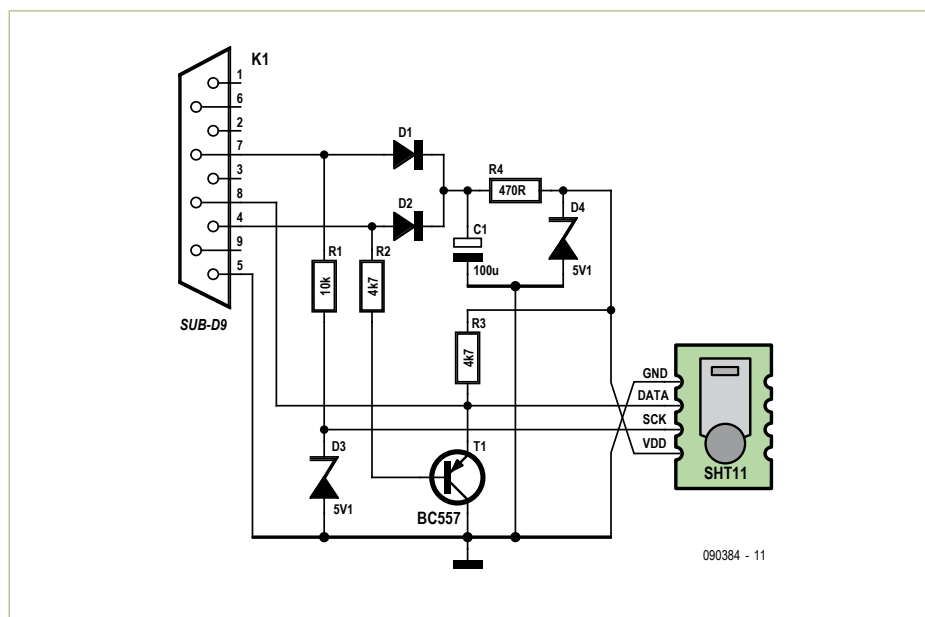 K1
1
6
2
7
3
8
4
9
5
SUB-D9
D1
D2
R1
10k
R2
4k7
R4
470R
D4
5V1
C1
100u
R3
4k7
D3
5V1
T1
BC557
GND
DATA
SCK
VDD
SHT11
090384 - 11